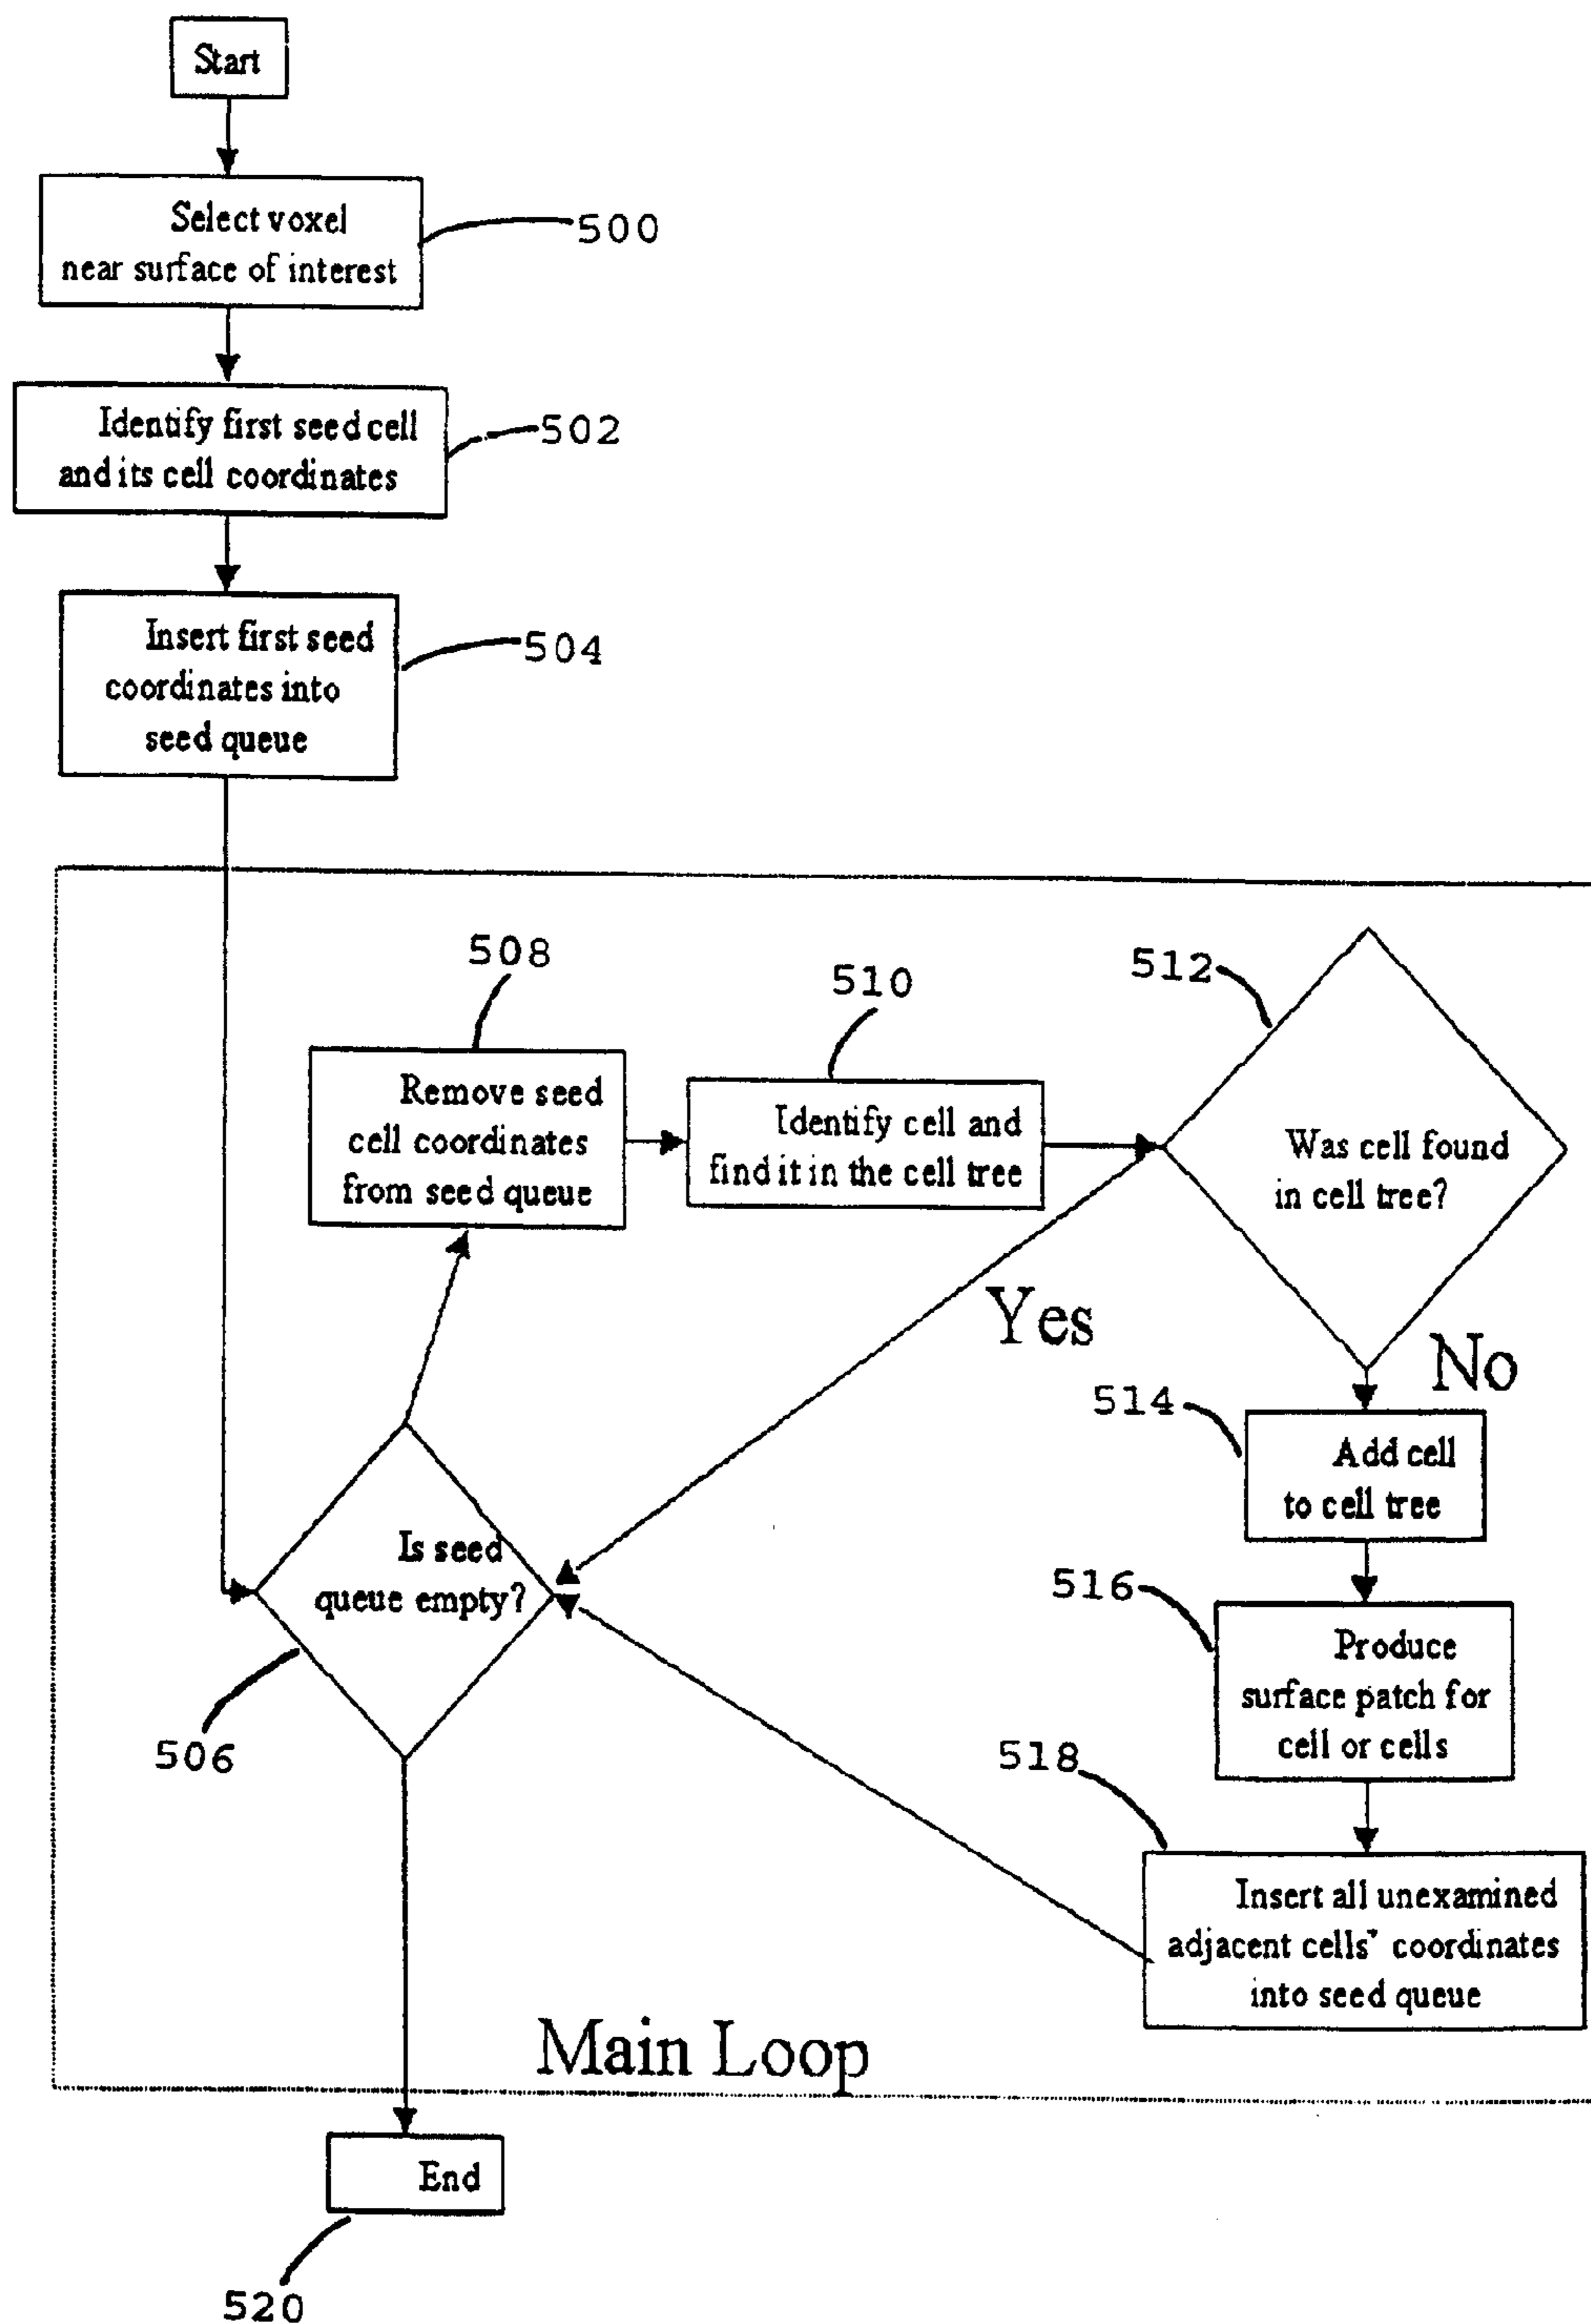 Start
Select voxel
near surface of interest
500
Identify first seed cell
and its cell coordinates
502
Insert first seed
coordinates into
seed queue
504
508
510
512
Remove seed
cell coordinates
from seed queue
Identify cell and
find it in the cell tree
Was cell found
in cell tree?
Yes
No
514
Add cell
to cell tree
Is seed
queue empty?
506
516
Produce
surface patch for
cell or cells
518
Insert all unexamined
adjacent cells' coordinates
into seed queue
Main Loop
End
520